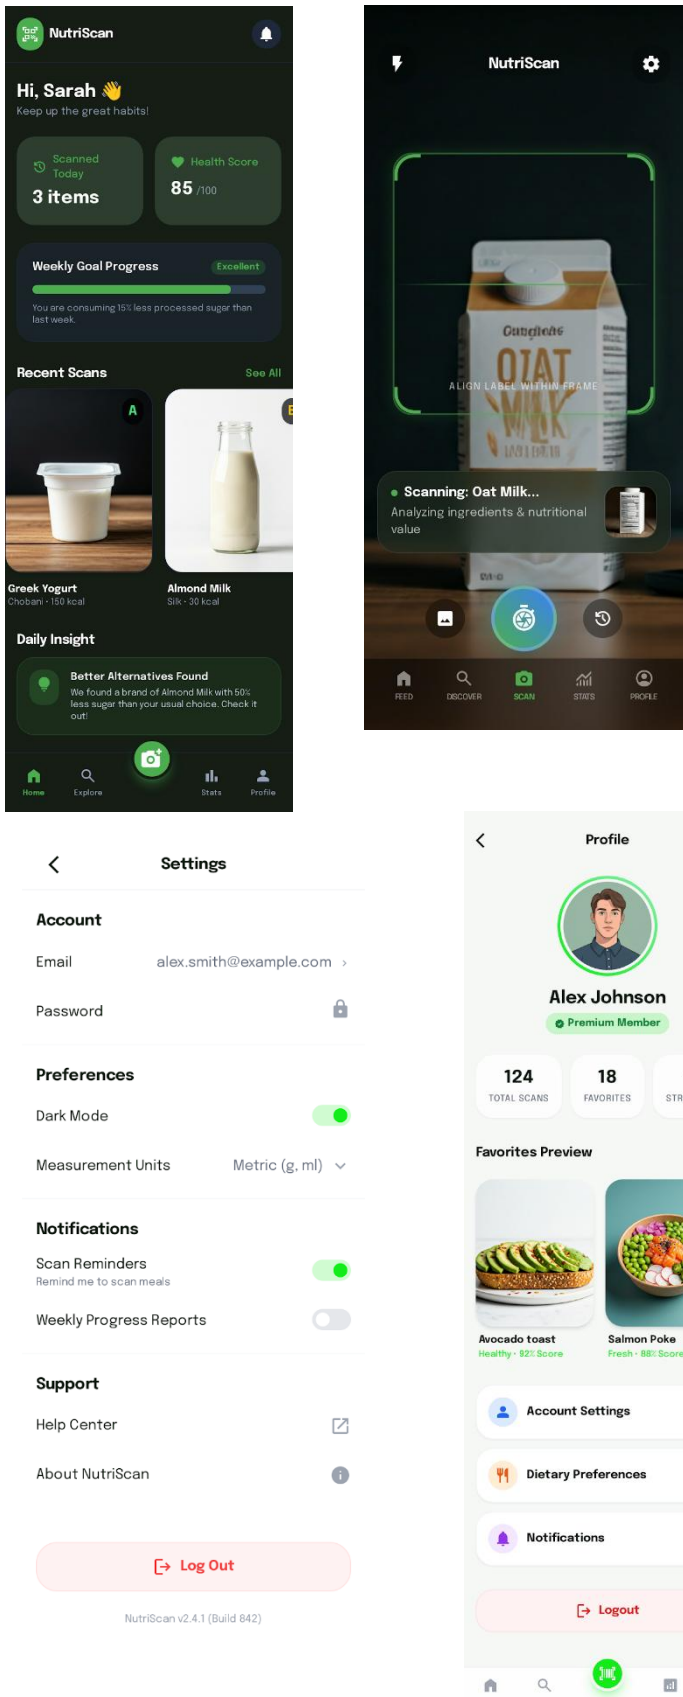 NutriScan
Hi, Sarah 👋
Keep up the great habits!
Scanned
Today
3 items
Health Score
85 /100
Weekly Goal Progress
Excellent
You are consuming 15% less processed sugar than
last week.
Recent Scans
See All
A
Greek Yogurt
Chobani • 150 kcal
Almond Milk
Silk • 30 kcal
Daily Insight
Better Alternatives Found
We found a brand of Almond Milk with 50%
less sugar than your usual choice. Check it
out!
Home
Explore
Stats
Profile
NutriScan
OTAT
MILK
ALIGN LABEL WITHIN FRAME
Scanning: Oat Milk...
Analyzing ingredients & nutritional
value
FEED
DISCOVER
SCAN
STATS
PROFILE
Settings
Account
Email
alex.smith@example.com
Password
Preferences
Dark Mode
Measurement Units
Metric (g, ml)
Notifications
Scan Reminders
Remind me to scan meals
Weekly Progress Reports
Support
Help Center
About NutriScan
Log Out
NutriScan v2.4.1 (Build 842)
Profile
Alex Johnson
Premium Member
124
TOTAL SCANS
18
FAVORITES
STR
Favorites Preview
Avocado toast
Healthy • 92% Score
Salmon Poke
Fresh • 88% Score
Account Settings
Dietary Preferences
Notifications
Logout